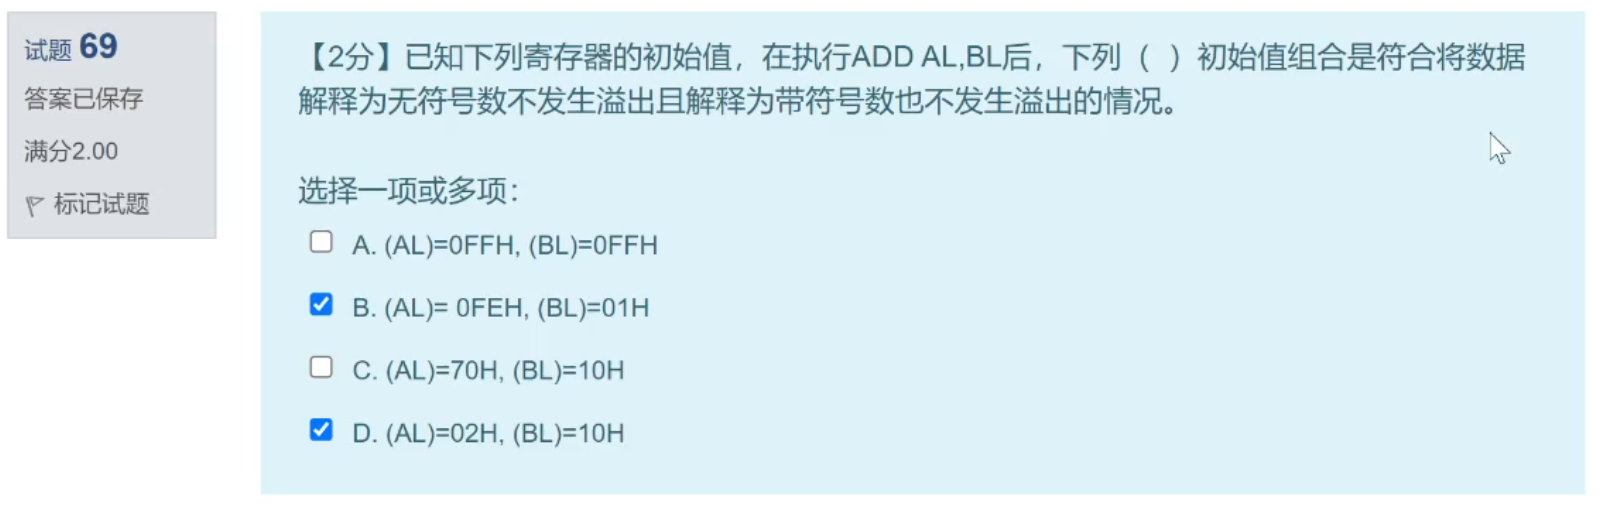 试题 69
答案已保存
满分2.00
标记试题
【2分】已知下列寄存器的初始值，在执行ADD AL,BL后，下列（ ）初始值组合是符合将数据
解释为无符号数不发生溢出且解释为带符号数也不发生溢出的情况。
选择一项或多项：
A. (AL)=0FFH, (BL)=0FFH
B. (AL)= 0FEH, (BL)=01H
C. (AL)=70H, (BL)=10H
D. (AL)=02H, (BL)=10H